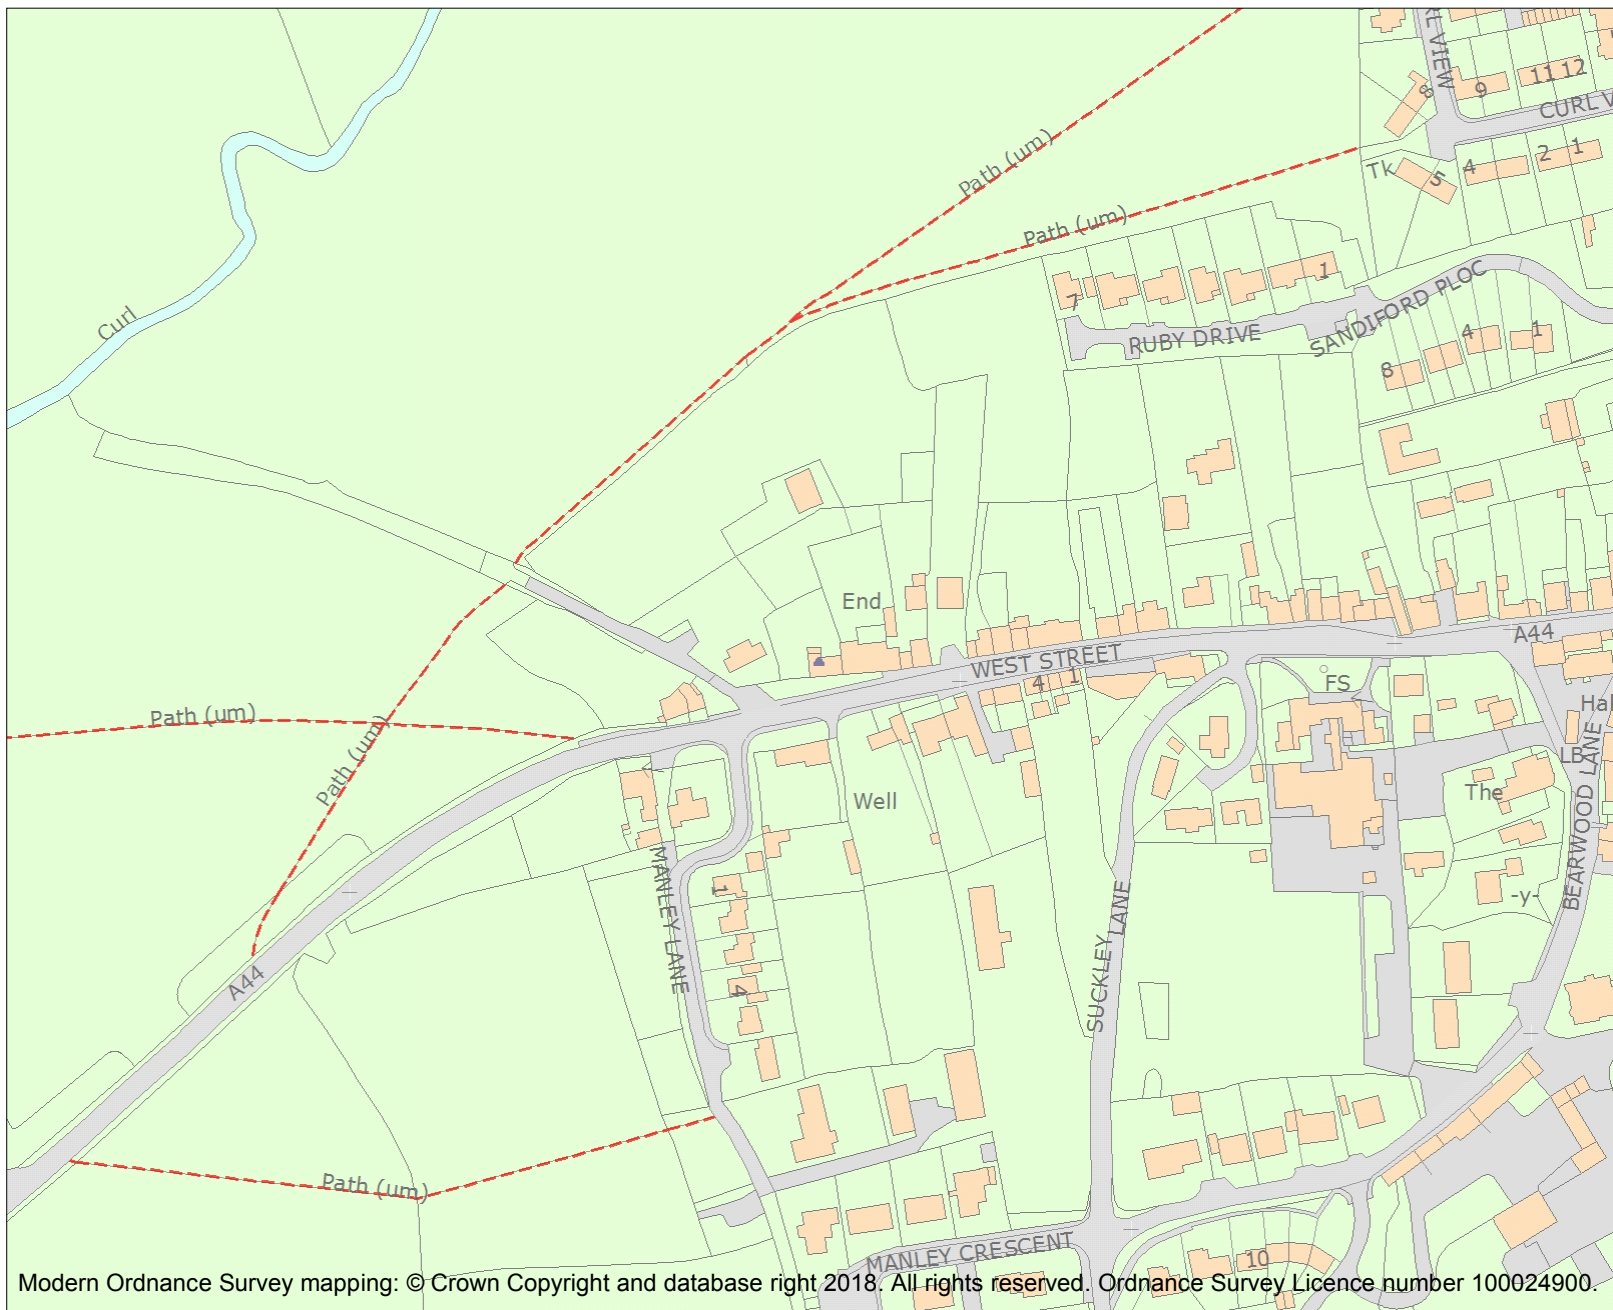 RL VIEW
8
9
11 12
CURL V
Path (um)
Tk
5
4
2
1
Path (um)
7
1
SANDIFORD PLOC
RUBY DRIVE
4
1
8
Curl
End
A44
WEST STREET
4
1
FS
Hal
Path (um)
Path (um)
LB
The
Well
BEARWOOD LANE
MANLEY LANE
1
-y-
4
SUCKLEY LANE
A44
Path (um)
MANLEY CRESCENT
10
Modern Ordnance Survey mapping: © Crown Copyright and database right 2018. All rights reserved. Ordnance Survey Licence number 100024900.